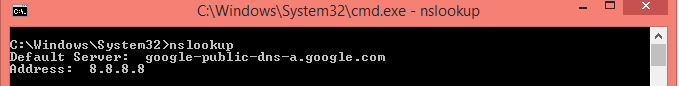 C:\Windows\System32\cmd.exe - nslookup
C:\Windows\System32>nslookup
Default Server:  google-public-dns-a.google.com
Address:  8.8.8.8